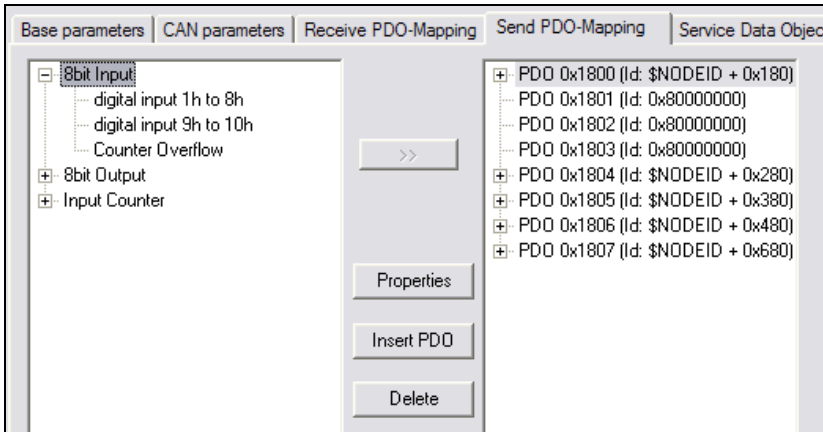 Base parameters
CAN parameters
Receive PDO-Mapping
Send PDO-Mapping
Service Data Objec
8bit Input
digital input 1h to 8h
digital input 9h to 10h
Counter Overflow
8bit Output
Input Counter
>>
Properties
Insert PDO
Delete
PDO 0x1800 (Id: $NODEID + 0x180)
PDO 0x1801 (Id: 0x80000000)
PDO 0x1802 (Id: 0x80000000)
PDO 0x1803 (Id: 0x80000000)
PDO 0x1804 (Id: $NODEID + 0x280)
PDO 0x1805 (Id: $NODEID + 0x380)
PDO 0x1806 (Id: $NODEID + 0x480)
PDO 0x1807 (Id: $NODEID + 0x680)